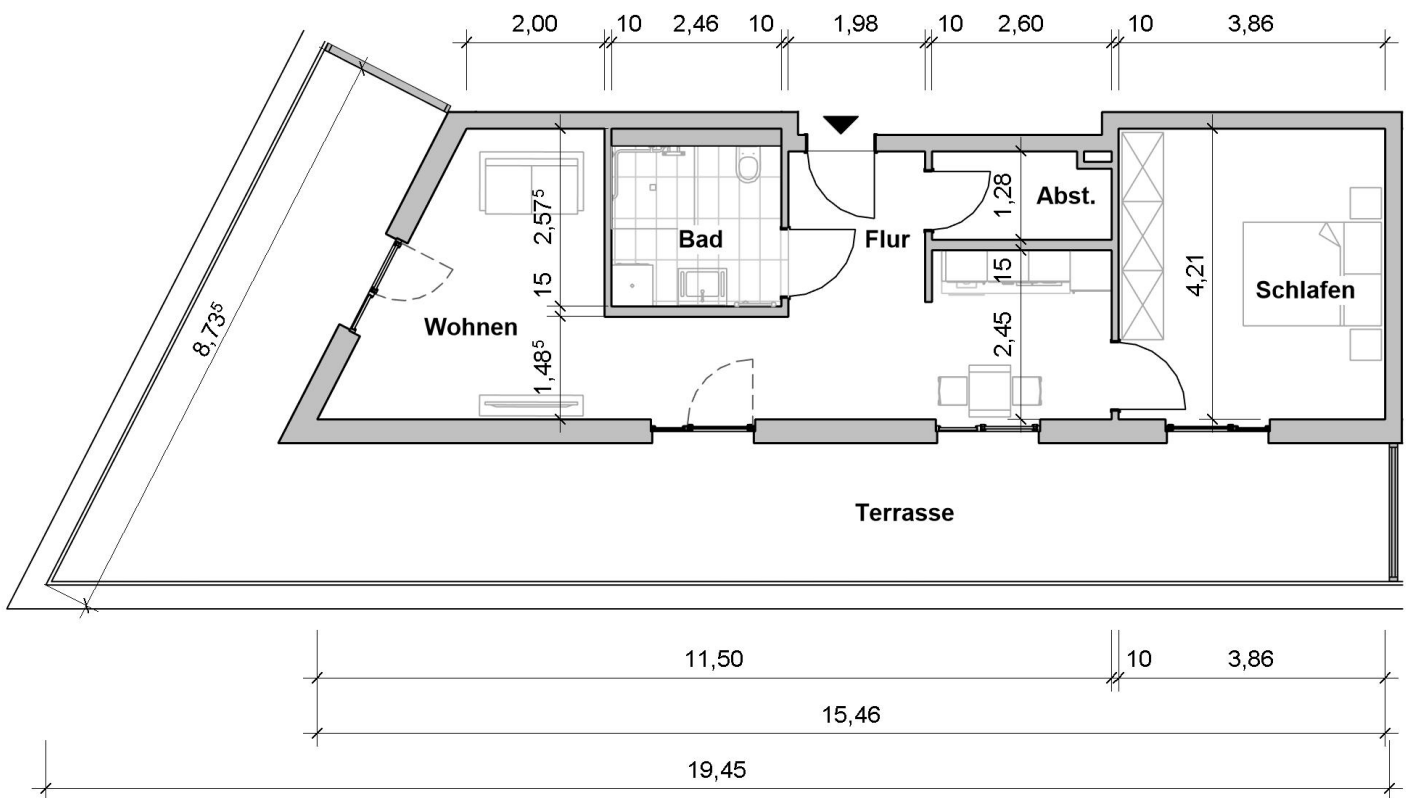 2,00 10 2,46 10 1,98 10 2,60 10 3,86
8,73⁵
2,57⁵
15
1,48⁵
Wohnen
Bad
Flur
1,28
Abst.
15
2,45
4,21
Schlafen
Terrasse
11,50 10 3,86
15,46
19,45